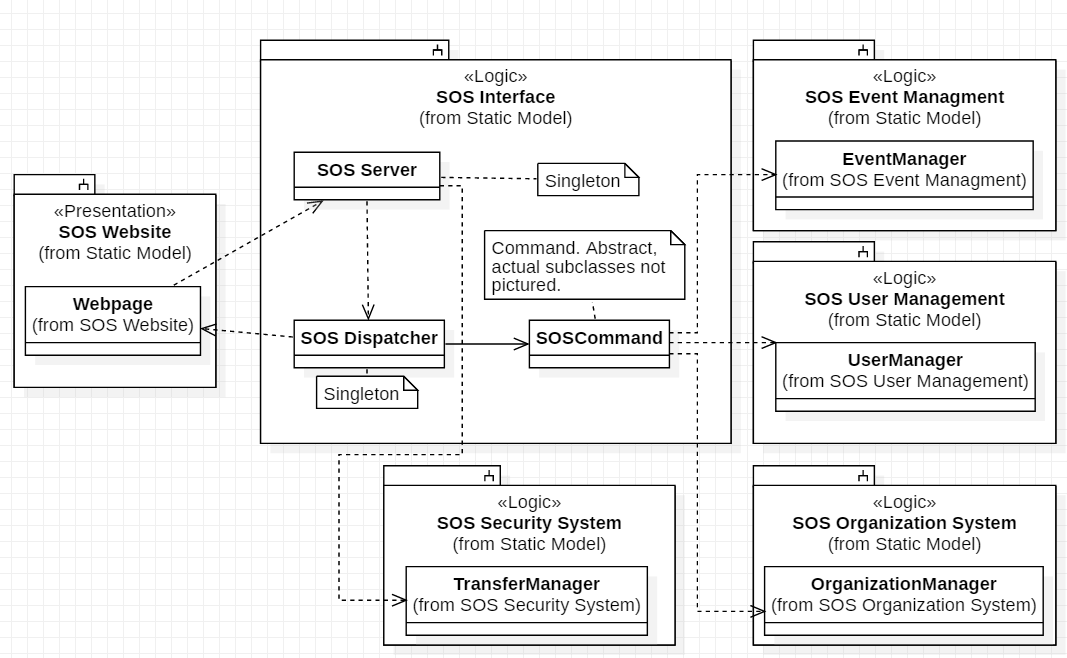 «Presentation»
SOS Website
(from Static Model)
Webpage
(from SOS Website)
«Logic»
SOS Interface
(from Static Model)
SOS Server
Singleton
Command. Abstract,
actual subclasses not
pictured.
SOS Dispatcher
SOSCommand
Singleton
«Logic»
SOS Event Managment
(from Static Model)
EventManager
(from SOS Event Managment)
«Logic»
SOS User Management
(from Static Model)
UserManager
(from SOS User Management)
«Logic»
SOS Security System
(from Static Model)
TransferManager
(from SOS Security System)
«Logic»
SOS Organization System
(from Static Model)
OrganizationManager
(from SOS Organization System)